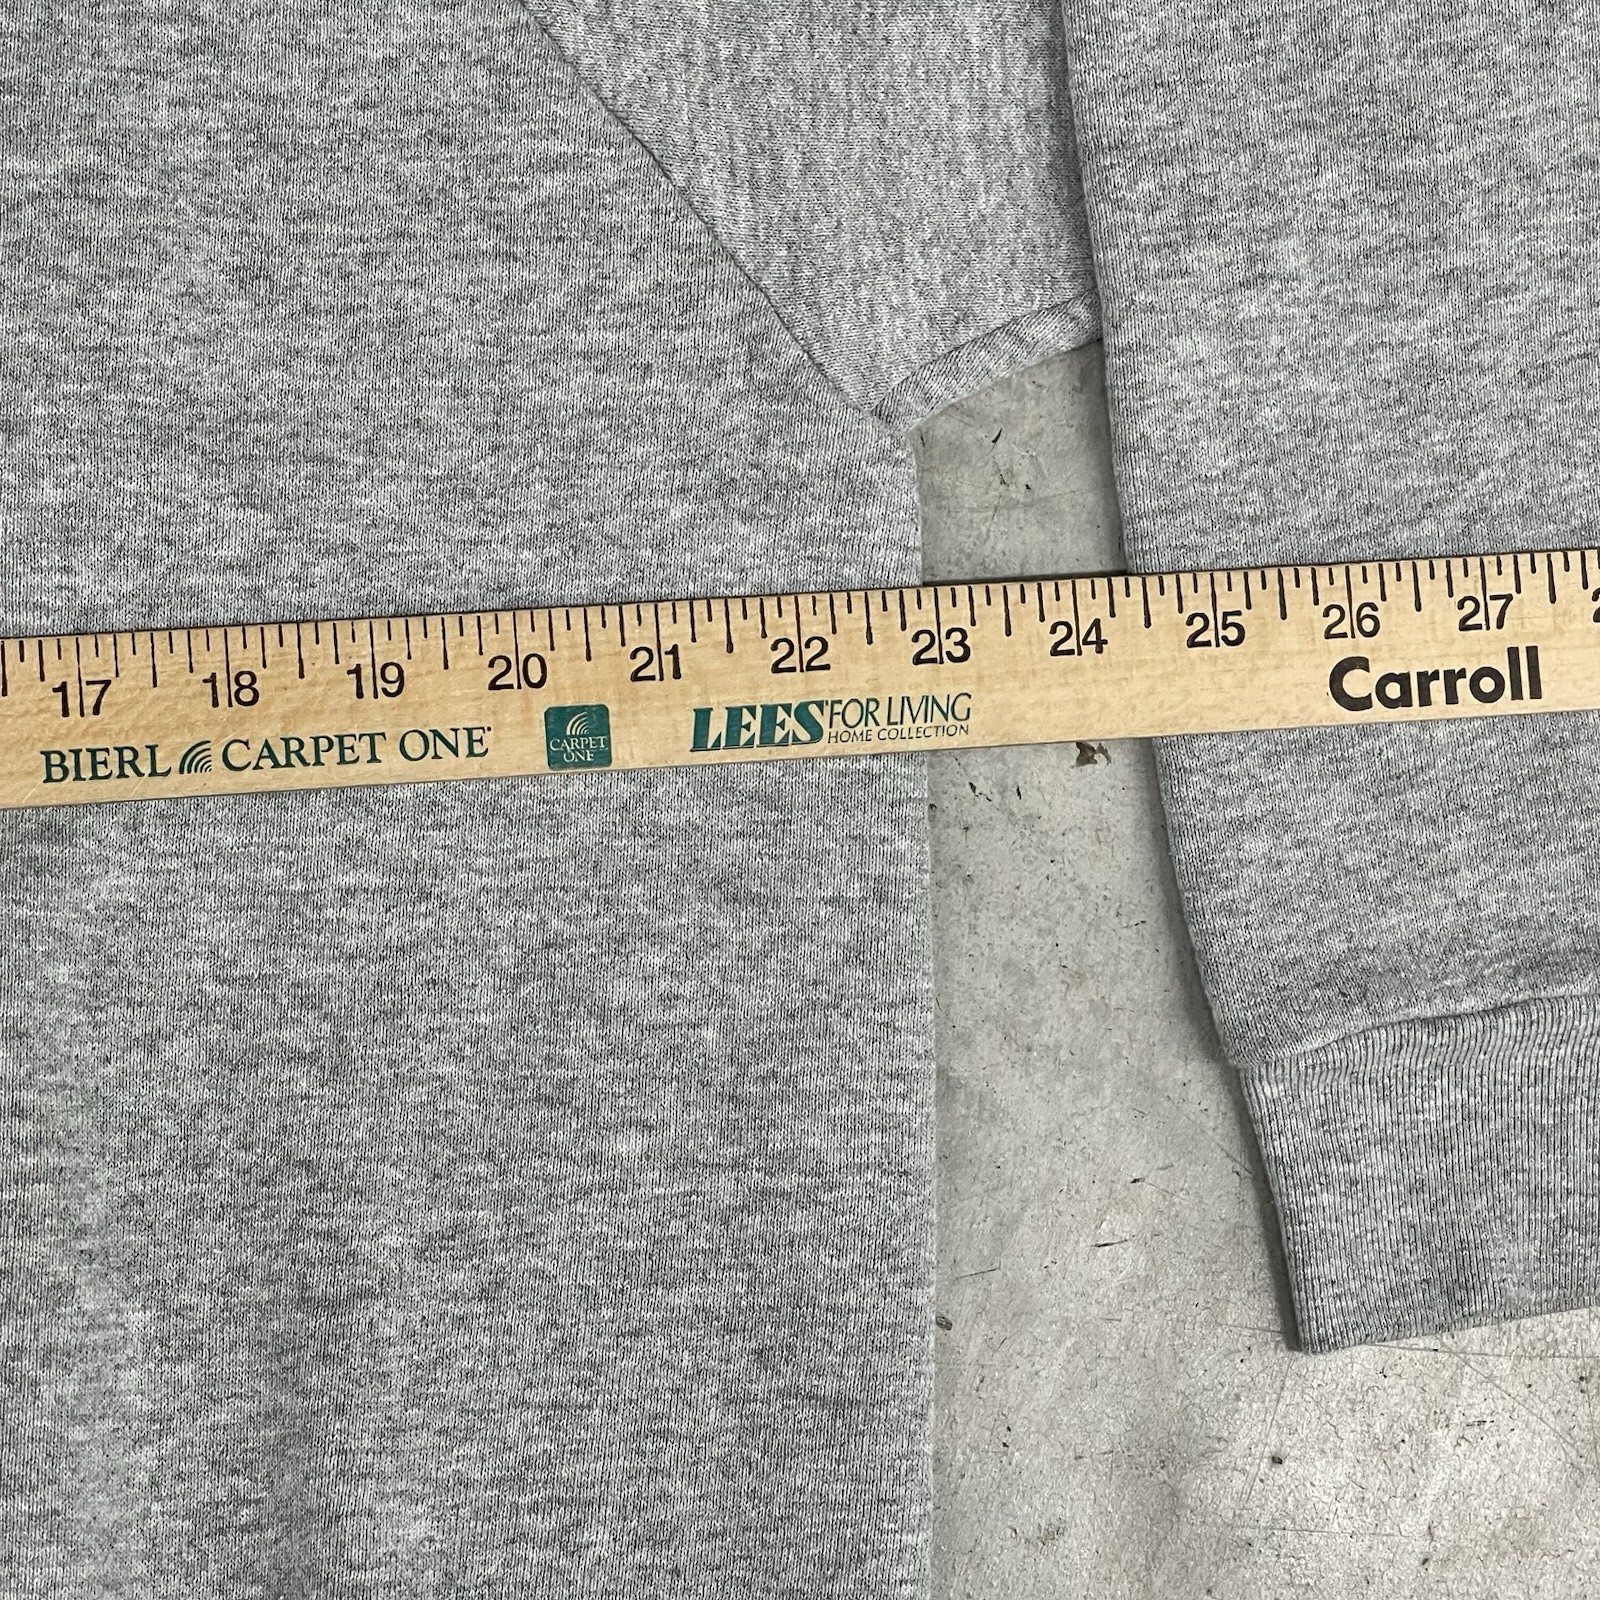 17 18 19 20 21 22 23 24 25 26 27
BIERL CARPET ONE
CARPET
ONE
LEES FOR LIVING
HOME COLLECTION
Carroll